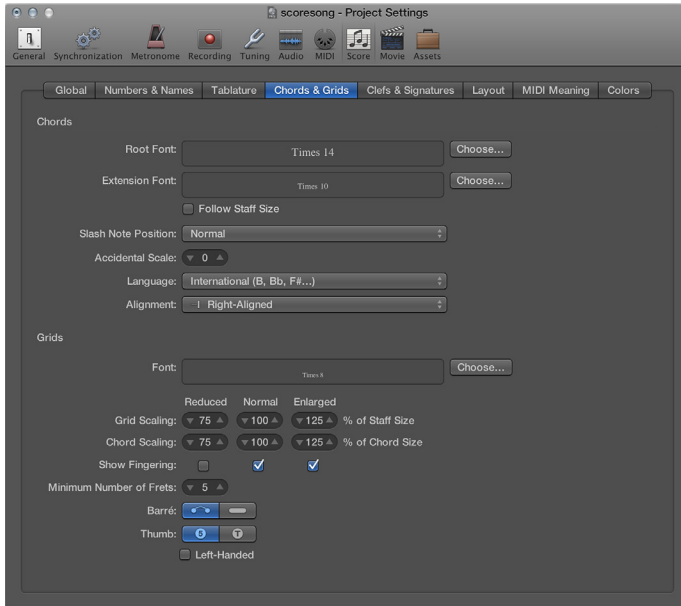 scoresong - Project Settings
General Synchronization Metronome Recording Tuning Audio MIDI Score Movie Assets
Global Numbers & Names Tablature Chords & Grids Clefs & Signatures Layout MIDI Meaning Colors
Chords
Root Font: Times 14 Choose...
Extension Font: Times 10 Choose...
Follow Staff Size
Slash Note Position: Normal
Accidental Scale: 0
Language: International (B, Bb, F#...)
Alignment: Right-Aligned
Grids
Font: Times 8 Choose...
Reduced Normal Enlarged
Grid Scaling: 75 100 125 % of Staff Size
Chord Scaling: 75 100 125 % of Chord Size
Show Fingering:
Minimum Number of Frets: 5
Barré:
Thumb: 5 T
Left-Handed